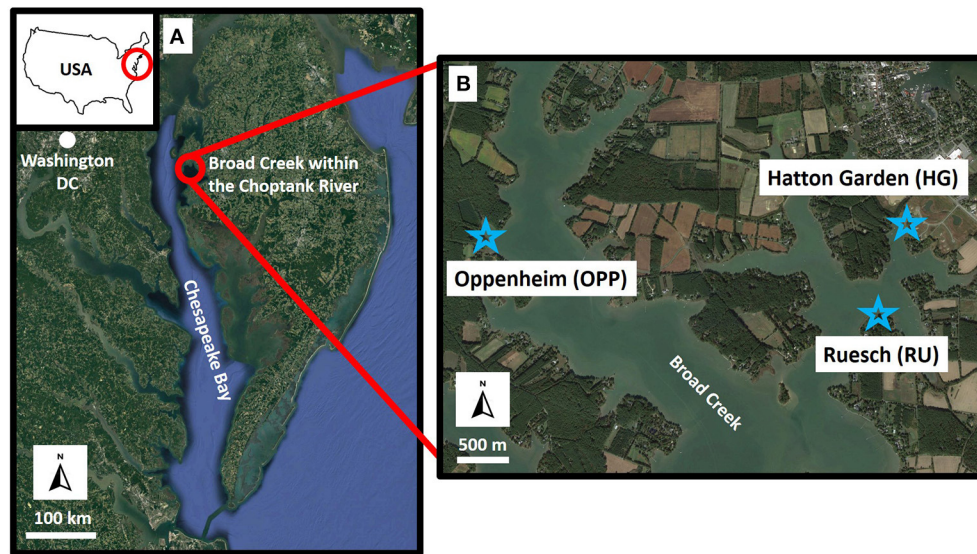 USA
A
Washington
DC
Broad Creek within
the Choptank River
Chesapeake Bay
N
100 km
B
Hatton Garden (HG)
Oppenheim (OPP)
Ruesch (RU)
Broad Creek
N
500 m